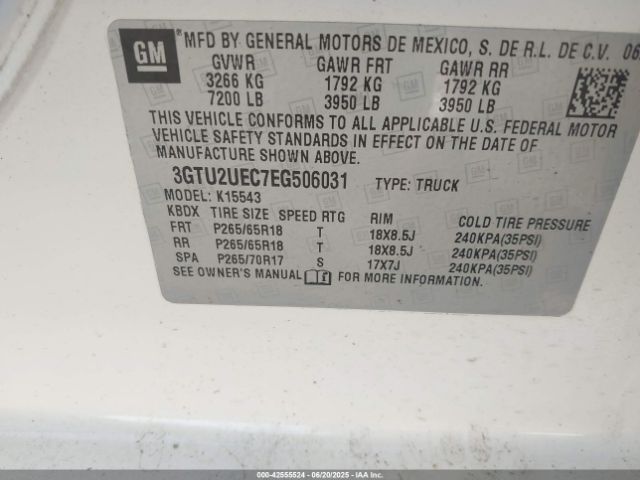 GM MFD BY GENERAL MOTORS DE MEXICO, S. DE R.L. DE C.V. 06
GVWR GAWR FRT GAWR RR
3266 KG 1792 KG 1792 KG
7200 LB 3950 LB 3950 LB
THIS VEHICLE CONFORMS TO ALL APPLICABLE U.S. FEDERAL MOTOR
VEHICLE SAFETY STANDARDS IN EFFECT ON THE DATE OF
MANUFACTURE SHOWN ABOVE.
3GTU2UEC7EG506031 TYPE: TRUCK
MODEL: K15543
KBDX TIRE SIZE SPEED RTG RIM COLD TIRE PRESSURE
FRT P265/65R18 T 18X8.5J 240KPA(35PSI)
RR P265/65R18 T 18X8.5J 240KPA(35PSI)
SPA P265/70R17 S 17X7J 240KPA(35PSI)
SEE OWNER'S MANUAL FOR MORE INFORMATION.
000-42555524 06/20/2025 IAAI.COM